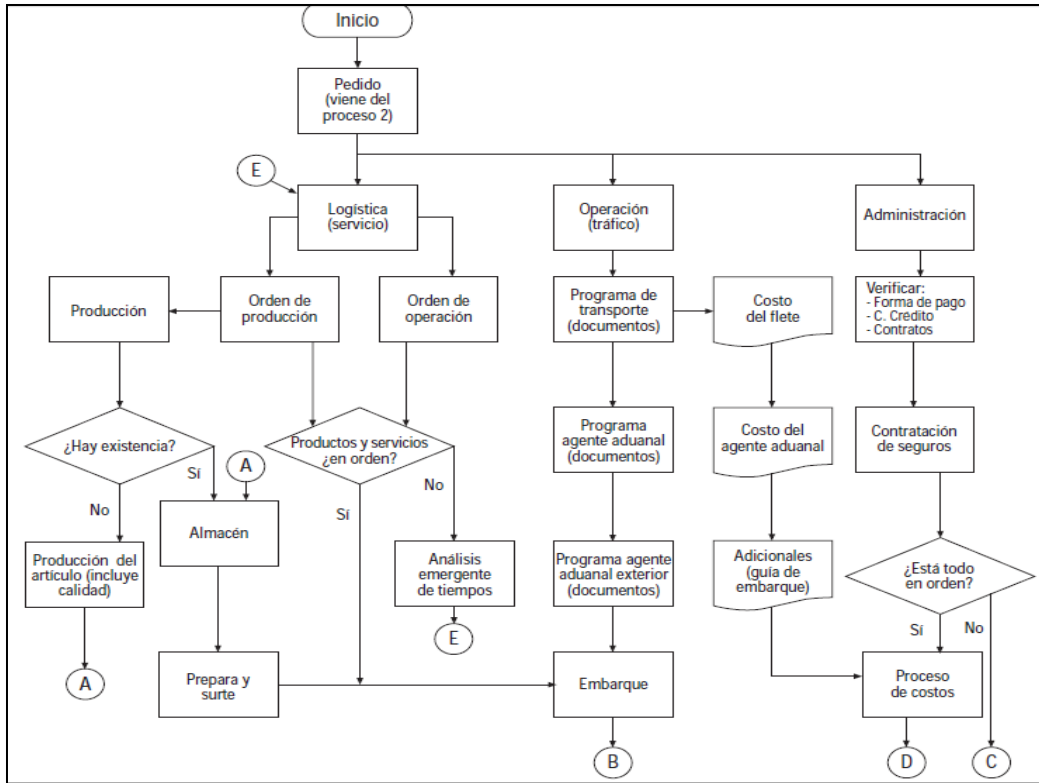 Inicio
Pedido
(viene del
proceso 2)
E
Logística
(servicio)
Operación
(tráfico)
Administración
Producción
Orden de
producción
Orden de
operación
Programa de
transporte
(documentos)
Costo
del flete
Verificar:
- Forma de pago
- C. Crédito
- Contratos
¿Hay existencia?
Productos y servicios
¿en orden?
Programa
agente aduanal
(documentos)
Costo del
agente aduanal
Contratación
de seguros
Sí
A
No
No
Sí
Almacén
Producción del
artículo (incluye
calidad)
Análisis
emergente
de tiempos
Programa agente
aduanal exterior
(documentos)
Adicionales
(guía de
embarque)
¿Está todo
en orden?
E
Sí
No
A
Prepara y
surte
Embarque
Proceso
de costos
B
D
C